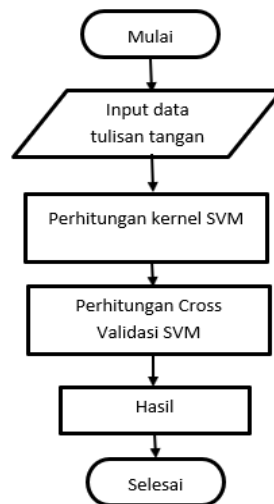 Mulai
Input data
tulisan tangan
Perhitungan kernel SVM
Perhitungan Cross
Validasi SVM
Hasil
Selesai